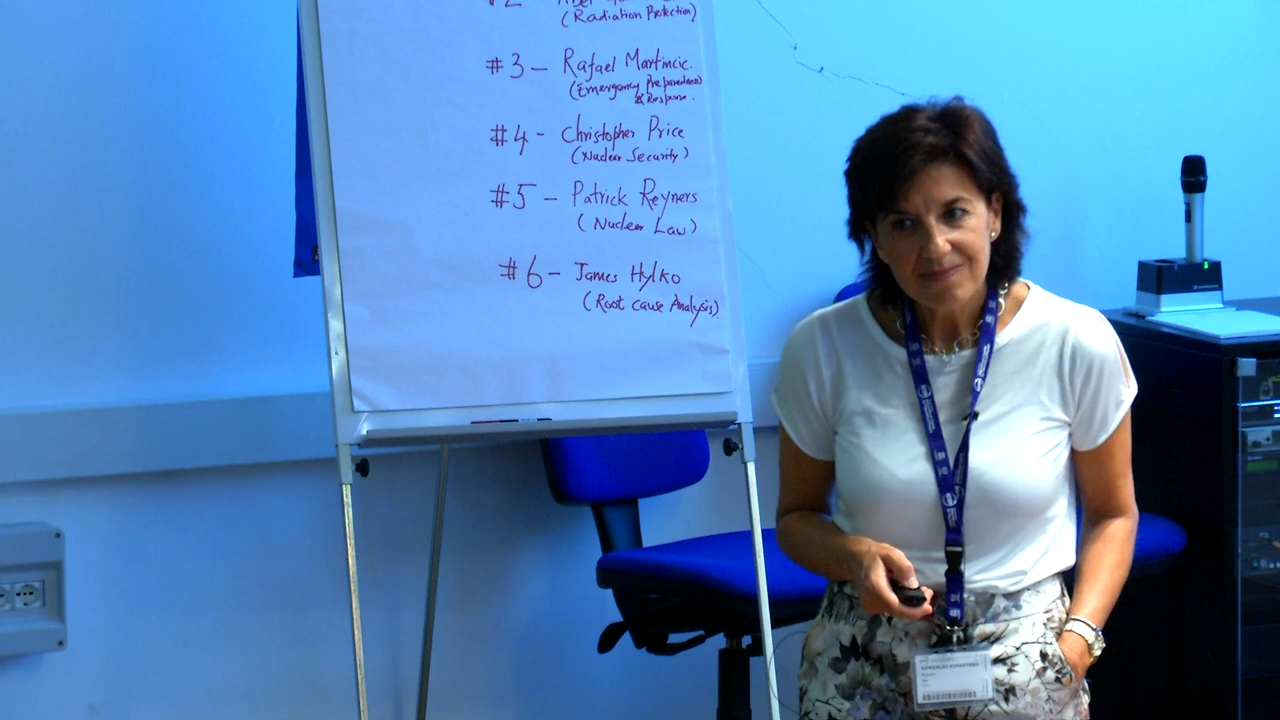 (Radiation Protection)
#3 – Rafael Martincic.
(Emergency Preparedness
& Response.
#4 - Christopher Price
(Nuclear Security)
#5 – Patrick Reyners
(Nuclear Law)
#6 – James Hylko
(Root cause Analysis).